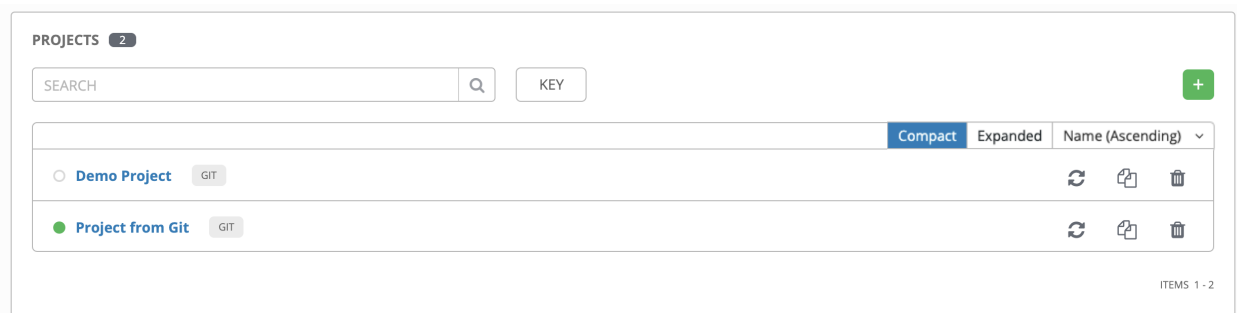 PROJECTS 2
SEARCH KEY +
Compact Expanded Name (Ascending)
Demo Project GIT
Project from Git GIT
ITEMS 1 - 2